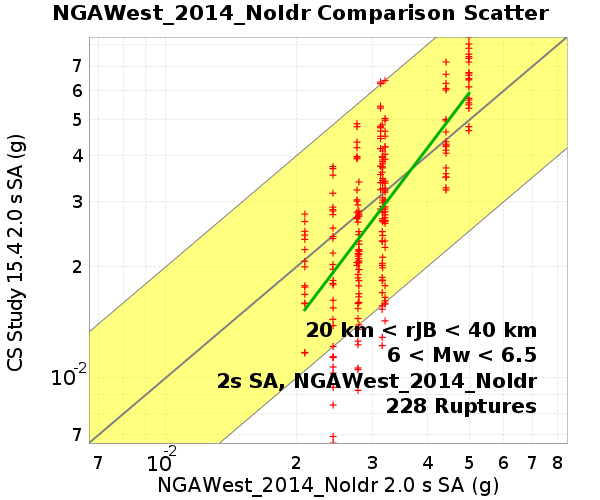 NGAWest_2014_NoIdr Comparison Scatter
CS Study 15.4 2.0 s SA (g)
7
6
5
4
3
2
10-2
7
20 km < rJB < 40 km
6 < Mw < 6.5
2s SA, NGAWest_2014_NoIdr
228 Ruptures
7 10-2 2 3 4 5 6 7 8
NGAWest_2014_NoIdr 2.0 s SA (g)